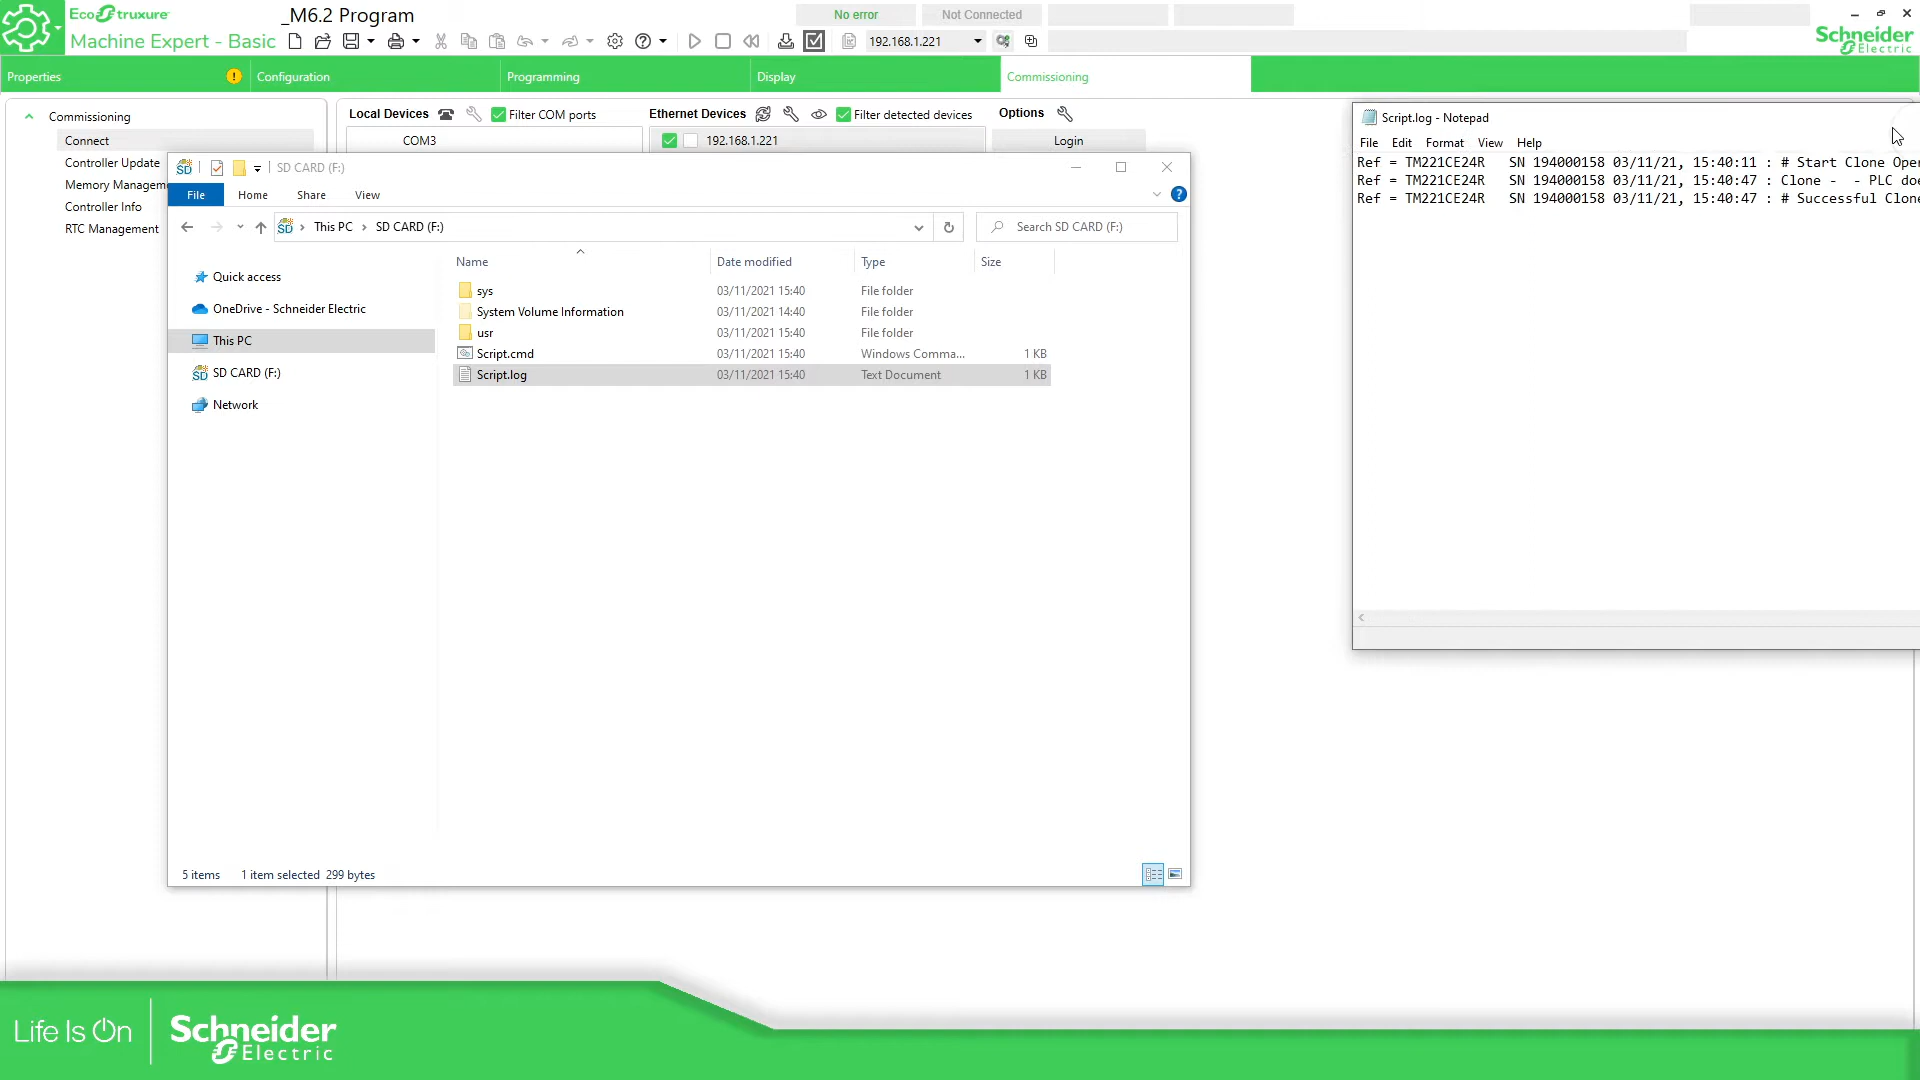 EcoStruxure
Machine Expert - Basic
_M6.2 Program
No error
Not Connected
192.168.1.221
Schneider
Electric
Properties
Configuration
Programming
Display
Commissioning
Commissioning
Connect
Controller Update
Memory Managem
Controller Info
RTC Management
Local Devices
Filter COM ports
Ethernet Devices
Filter detected devices
Options
COM3
192.168.1.221
Login
SD CARD (F:)
File
Home
Share
View
This PC
SD CARD (F:)
Search SD CARD (F:)
Quick access
OneDrive - Schneider Electric
This PC
SD CARD (F:)
Network
Name Date modified Type Size
sys 03/11/2021 15:40 File folder
System Volume Information 03/11/2021 14:40 File folder
usr 03/11/2021 15:40 File folder
Script.cmd 03/11/2021 15:40 Windows Comma... 1 KB
Script.log 03/11/2021 15:40 Text Document 1 KB
5 items 1 item selected 299 bytes
Script.log - Notepad
File Edit Format View Help
Ref = TM221CE24R SN 194000158 03/11/21, 15:40:11 : # Start Clone Oper
Ref = TM221CE24R SN 194000158 03/11/21, 15:40:47 : Clone - - PLC doe
Ref = TM221CE24R SN 194000158 03/11/21, 15:40:47 : # Successful Clone
Life Is On
Schneider
Electric